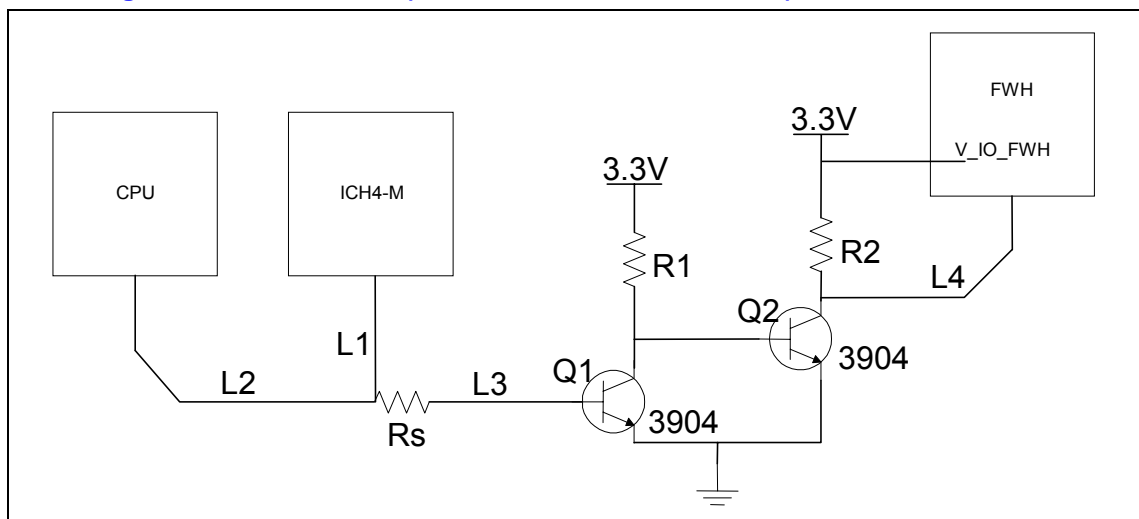 FWH
3.3V
V_IO_FWH
CPU
ICH4-M
3.3V
R1
R2
L4
Q2
L1
3904
L2
L3
Q1
Rs
3904